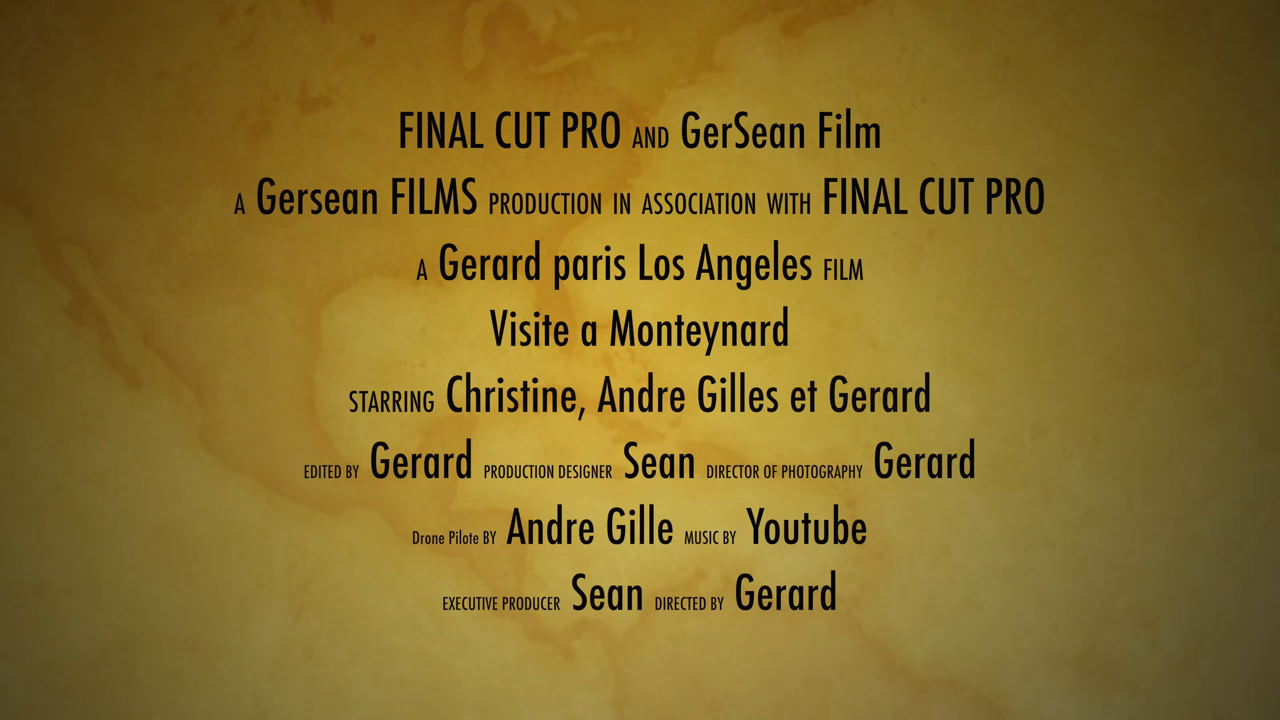 FINAL CUT PRO AND GerSean Film
A Gersean FILMS PRODUCTION IN ASSOCIATION WITH FINAL CUT PRO
A Gerard paris Los Angeles FILM
Visite a Monteynard
STARRING Christine, Andre Gilles et Gerard
EDITED BY Gerard PRODUCTION DESIGNER Sean DIRECTOR OF PHOTOGRAPHY Gerard
Drone Pilote BY Andre Gille MUSIC BY Youtube
EXECUTIVE PRODUCER Sean DIRECTED BY Gerard